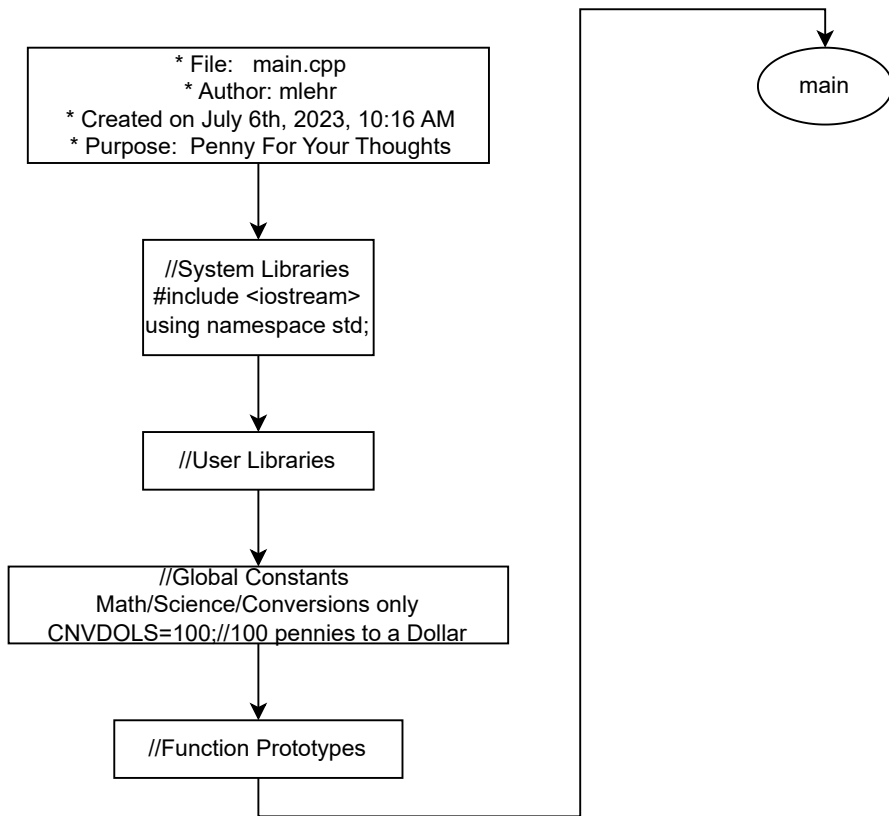 * File:   main.cpp
* Author: mlehr
* Created on July 6th, 2023, 10:16 AM
* Purpose:  Penny For Your Thoughts
//System Libraries
#include <iostream>
using namespace std;
//User Libraries
//Global Constants
Math/Science/Conversions only
CNVDOLS=100;//100 pennies to a Dollar
//Function Prototypes
main